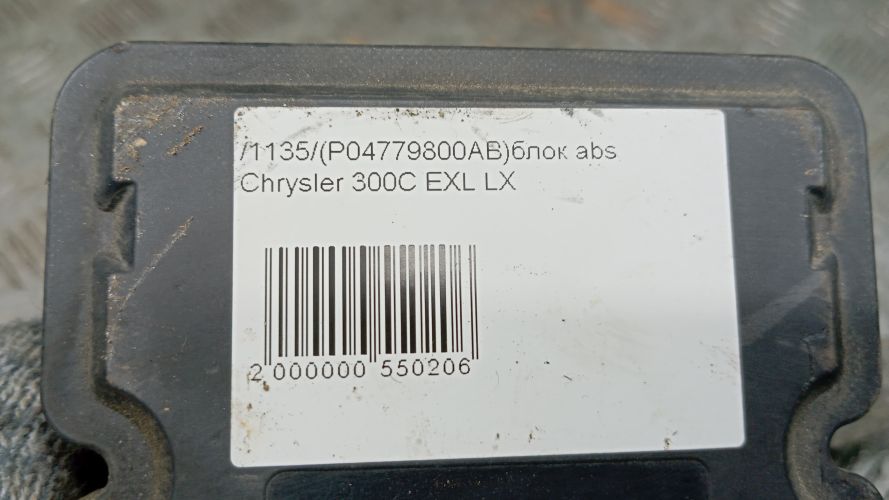 /1135/(P04779800AB)блок abs
Chrysler 300C EXL LX
2 000000 550206